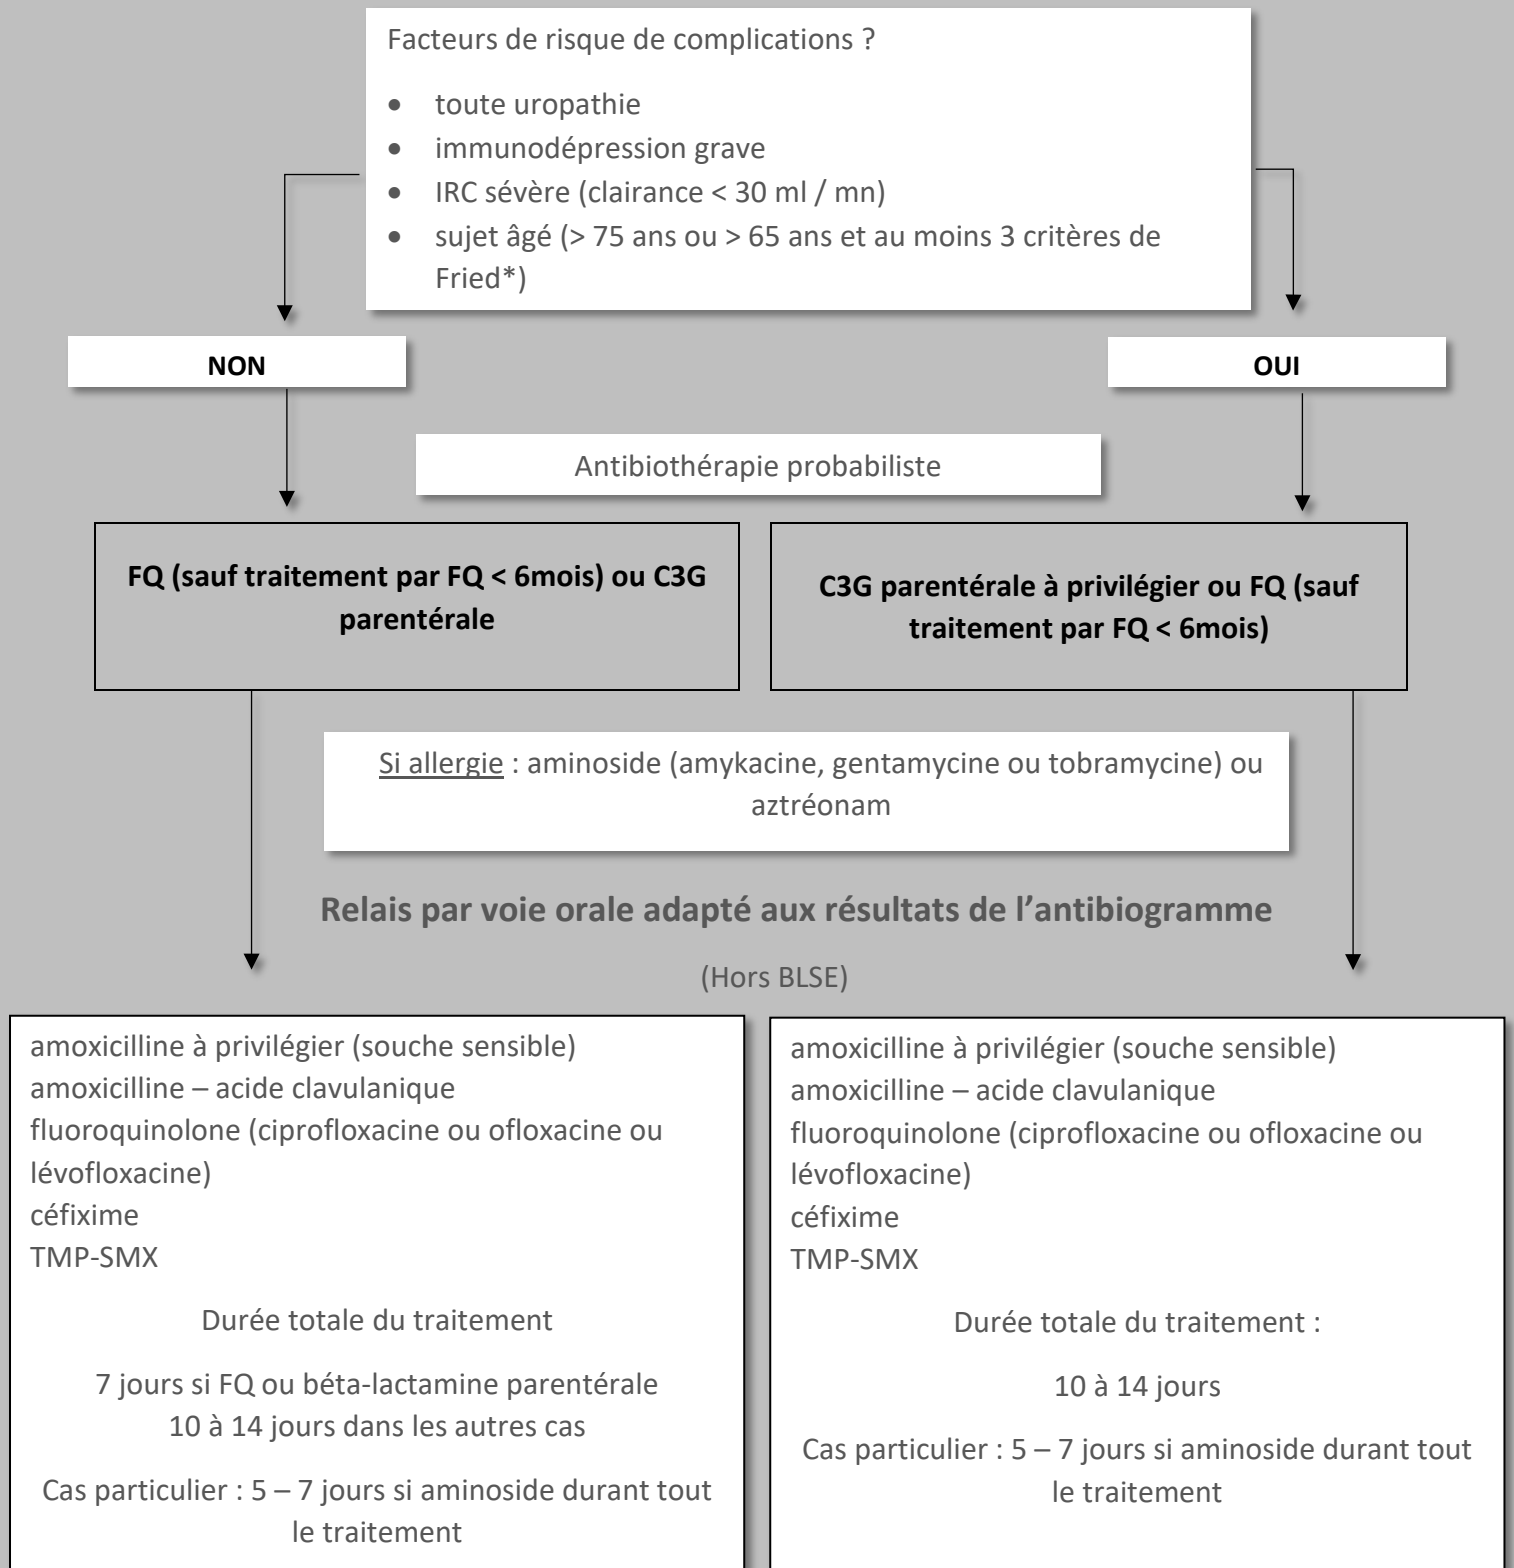 Facteurs de risque de complications ?
• toute uropathie
• immunodépression grave
• IRC sévère (clairance < 30 ml / mn)
• sujet âgé (> 75 ans ou > 65 ans et au moins 3 critères de
Fried*)
NON
OUI
Antibiothérapie probabiliste
FQ (sauf traitement par FQ < 6mois) ou C3G
parentérale
C3G parentérale à privilégier ou FQ (sauf
traitement par FQ < 6mois)
Si allergie : aminoside (amykacine, gentamycine ou tobramycine) ou
aztréonam
Relais par voie orale adapté aux résultats de l’antibiogramme
(Hors BLSE)
amoxicilline à privilégier (souche sensible)
amoxicilline – acide clavulanique
fluoroquinolone (ciprofloxacine ou ofloxacine ou
lévofloxacine)
céfixime
TMP-SMX
Durée totale du traitement
7 jours si FQ ou béta-lactamine parentérale
10 à 14 jours dans les autres cas
Cas particulier : 5 – 7 jours si aminoside durant tout
le traitement
amoxicilline à privilégier (souche sensible)
amoxicilline – acide clavulanique
fluoroquinolone (ciprofloxacine ou ofloxacine ou
lévofloxacine)
céfixime
TMP-SMX
Durée totale du traitement :
10 à 14 jours
Cas particulier : 5 – 7 jours si aminoside durant tout
le traitement